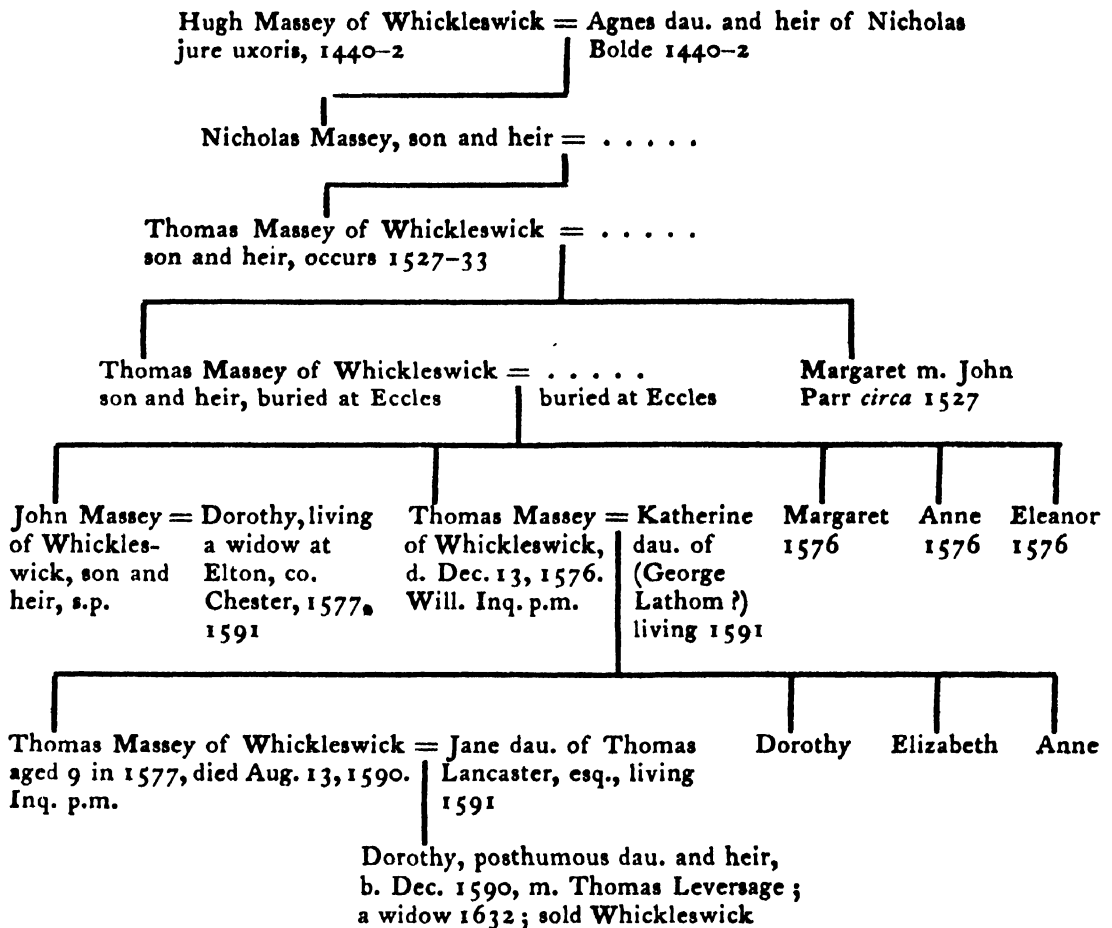 Hugh Massey of Whickleswick = Agnes dau. and heir of Nicholas
jure uxoris, 1440–2
Bolde 1440–2
Nicholas Massey, son and heir = . . . . .
Thomas Massey of Whickleswick = . . . . .
son and heir, occurs 1527–33
Thomas Massey of Whickleswick = . . . . .
son and heir, buried at Eccles
buried at Eccles
Margaret m. John
Parr circa 1527
John Massey =
of Whickles-
wick, son and
heir, s.p.
Dorothy, living
a widow at
Elton, co.
Chester, 1577,
1591
Thomas Massey =
of Whickleswick,
d. Dec. 13, 1576.
Will. Inq. p.m.
Katherine
dau. of
(George
Lathom ?)
living 1591
Margaret
1576
Anne
1576
Eleanor
1576
Thomas Massey of Whickleswick =
aged 9 in 1577, died Aug. 13, 1590.
Inq. p.m.
Jane dau. of Thomas
Lancaster, esq., living
1591
Dorothy
Elizabeth
Anne
Dorothy, posthumous dau. and heir,
b. Dec. 1590, m. Thomas Leversage ;
a widow 1632 ; sold Whickleswick